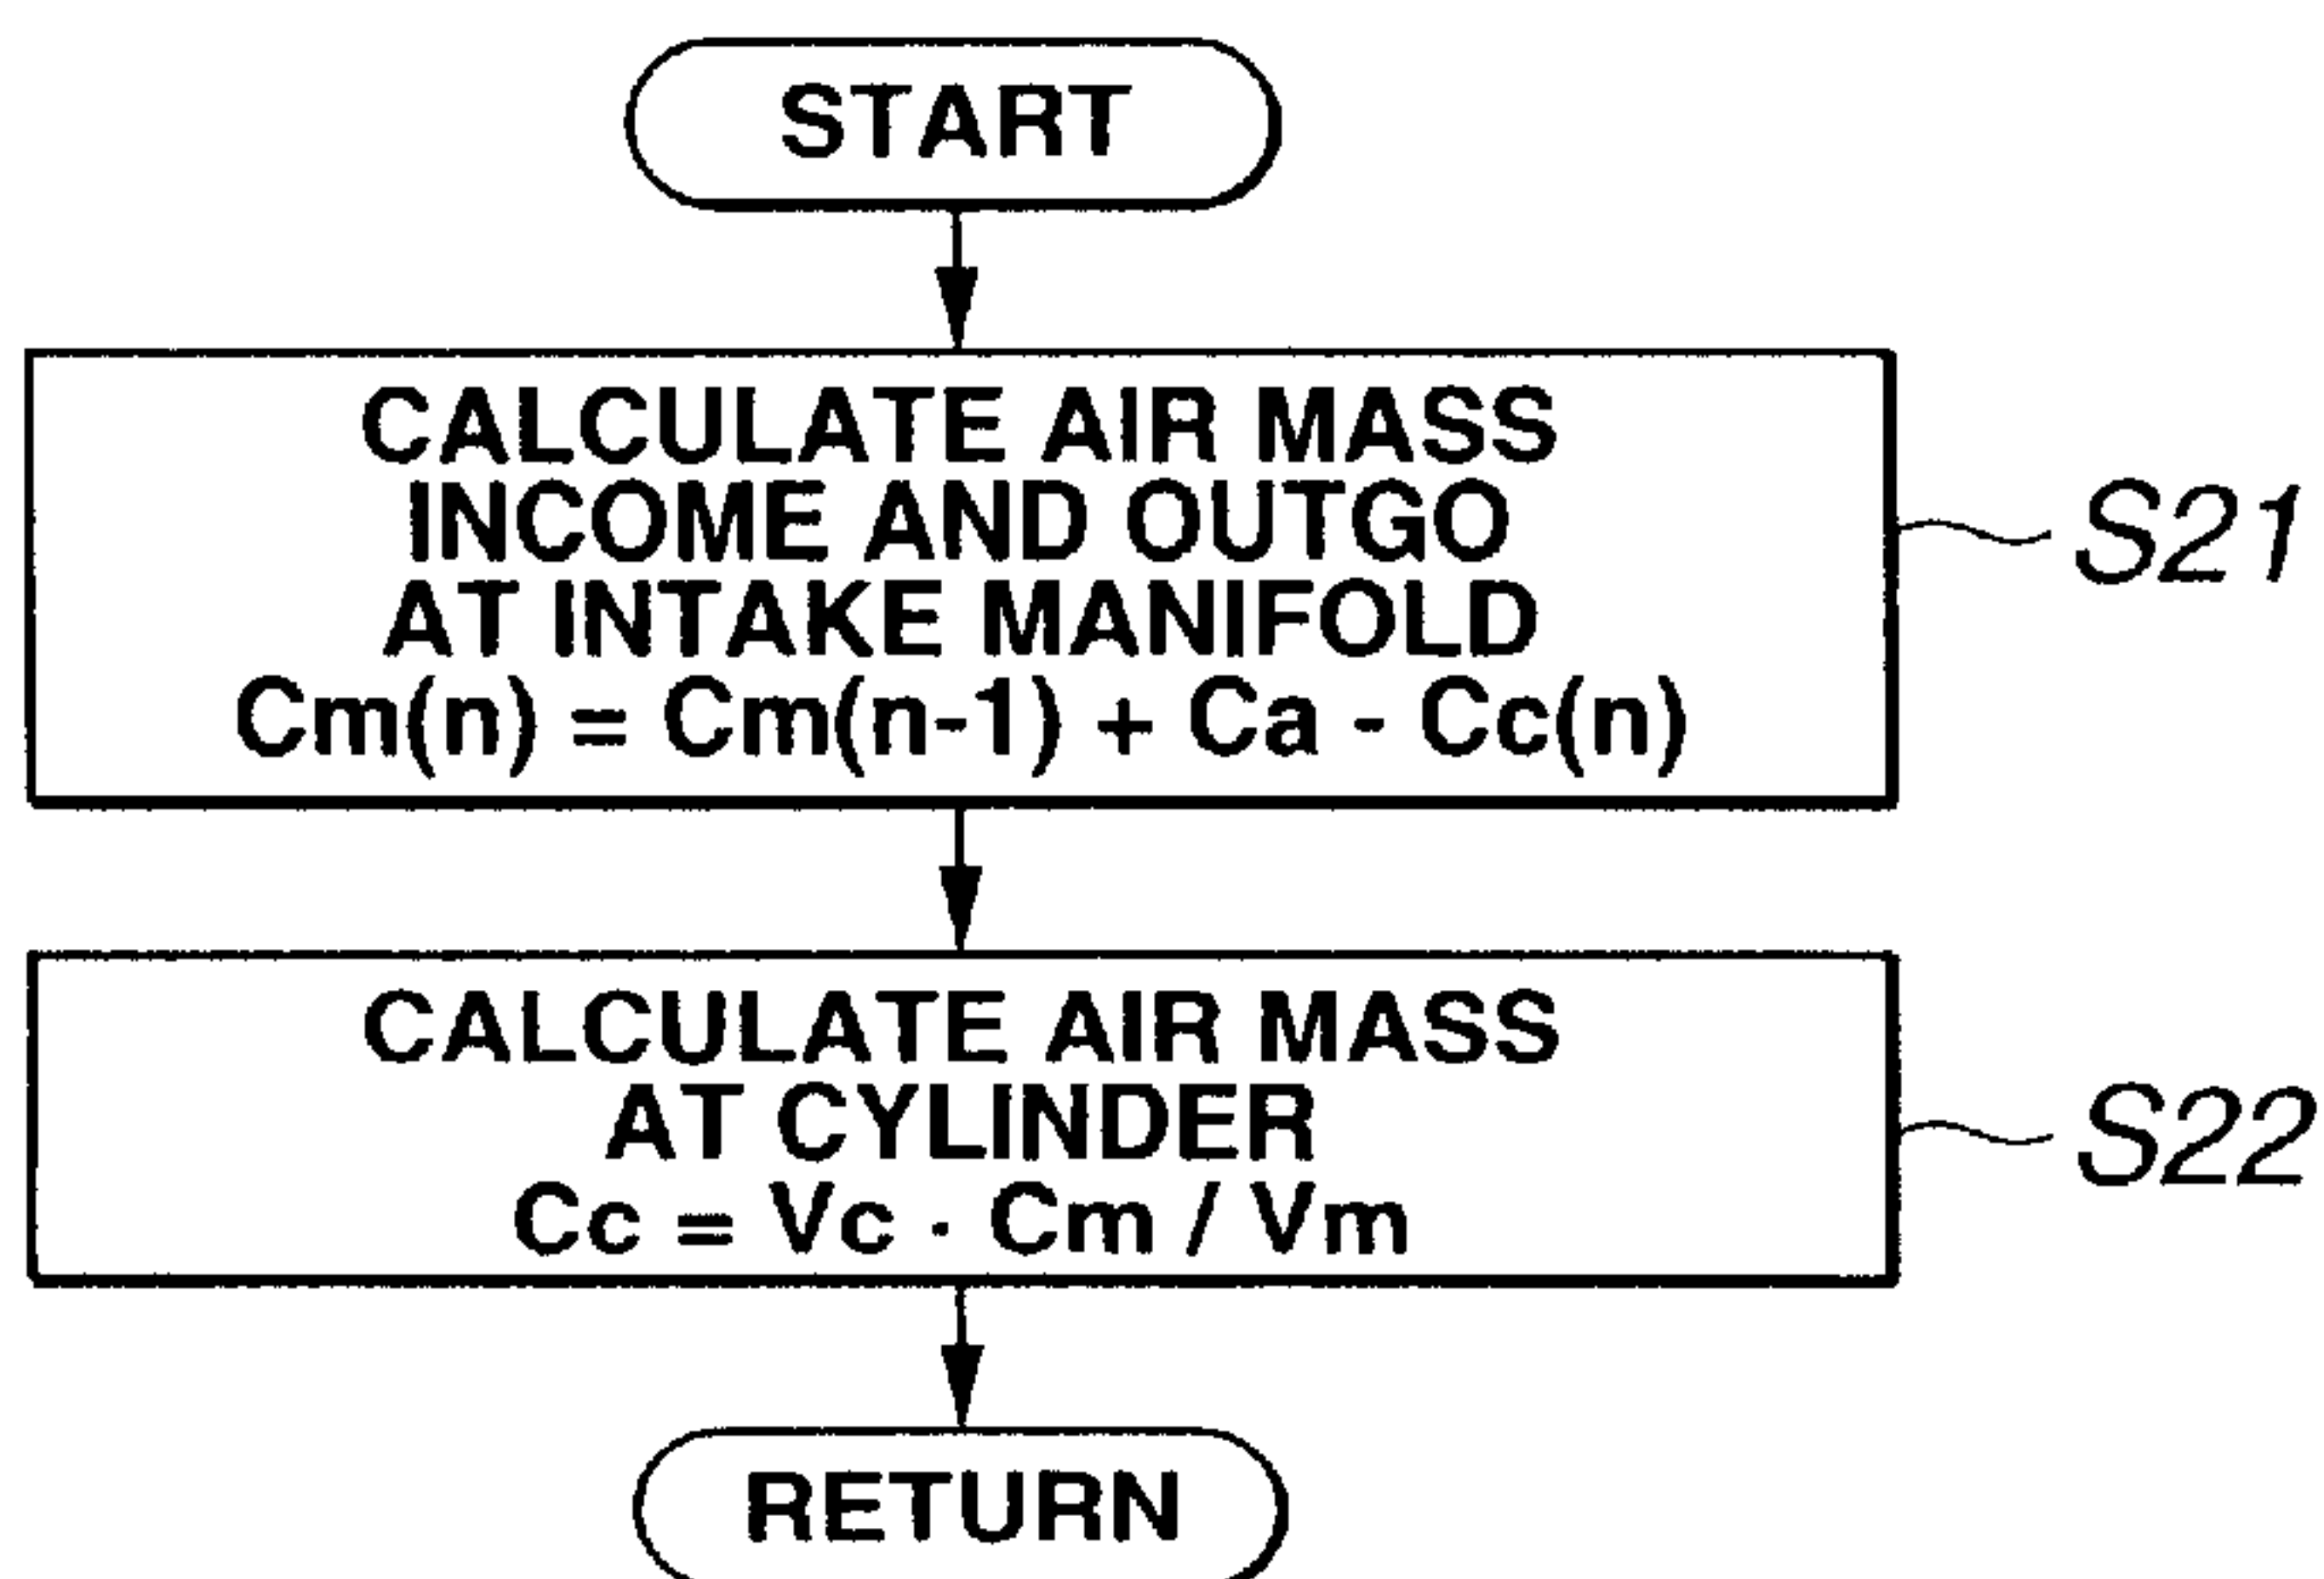 START
CALCULATE AIR MASS
INCOME AND OUTGO
AT INTAKE MANIFOLD
Cm(n) = Cm(n-1) + Ca - Cc(n)
S21
CALCULATE AIR MASS
AT CYLINDER
Cc = Vc · Cm / Vm
S22
RETURN